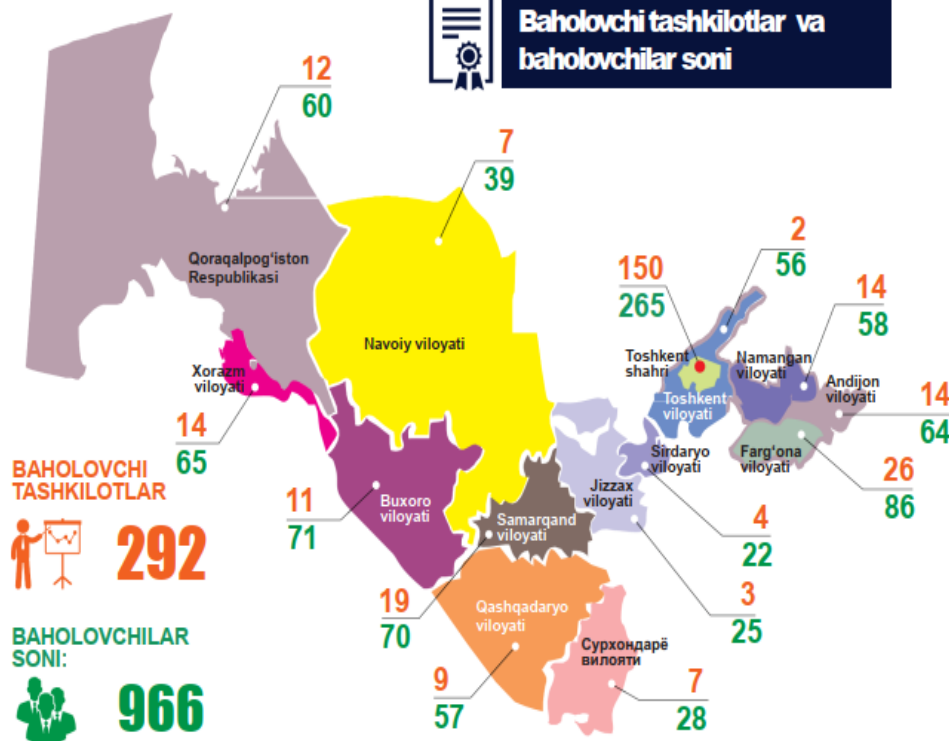 Baholovchi tashkilotlar va
baholovchilar soni
12
60
7
39
2
56
150
265
14
58
Qoraqalpog‘iston
Respublikasi
Navoiy viloyati
Toshkent
shahri
Namangan
viloyati
Andijon
viloyati
Xorazm
viloyati
Toshkent
viloyati
14
64
14
65
Sirdaryo
viloyati
Farg‘ona
viloyati
26
86
BAHOLOVCHI
TASHKILOTLAR
292
11
71
Buxoro
viloyati
Jizzax
viloyati
Samarqand
viloyati
4
22
19
70
Qashqadaryo
viloyati
3
25
BAHOLOVCHILAR
SONI:
966
Сурхондарё
вилояти
9
57
7
28